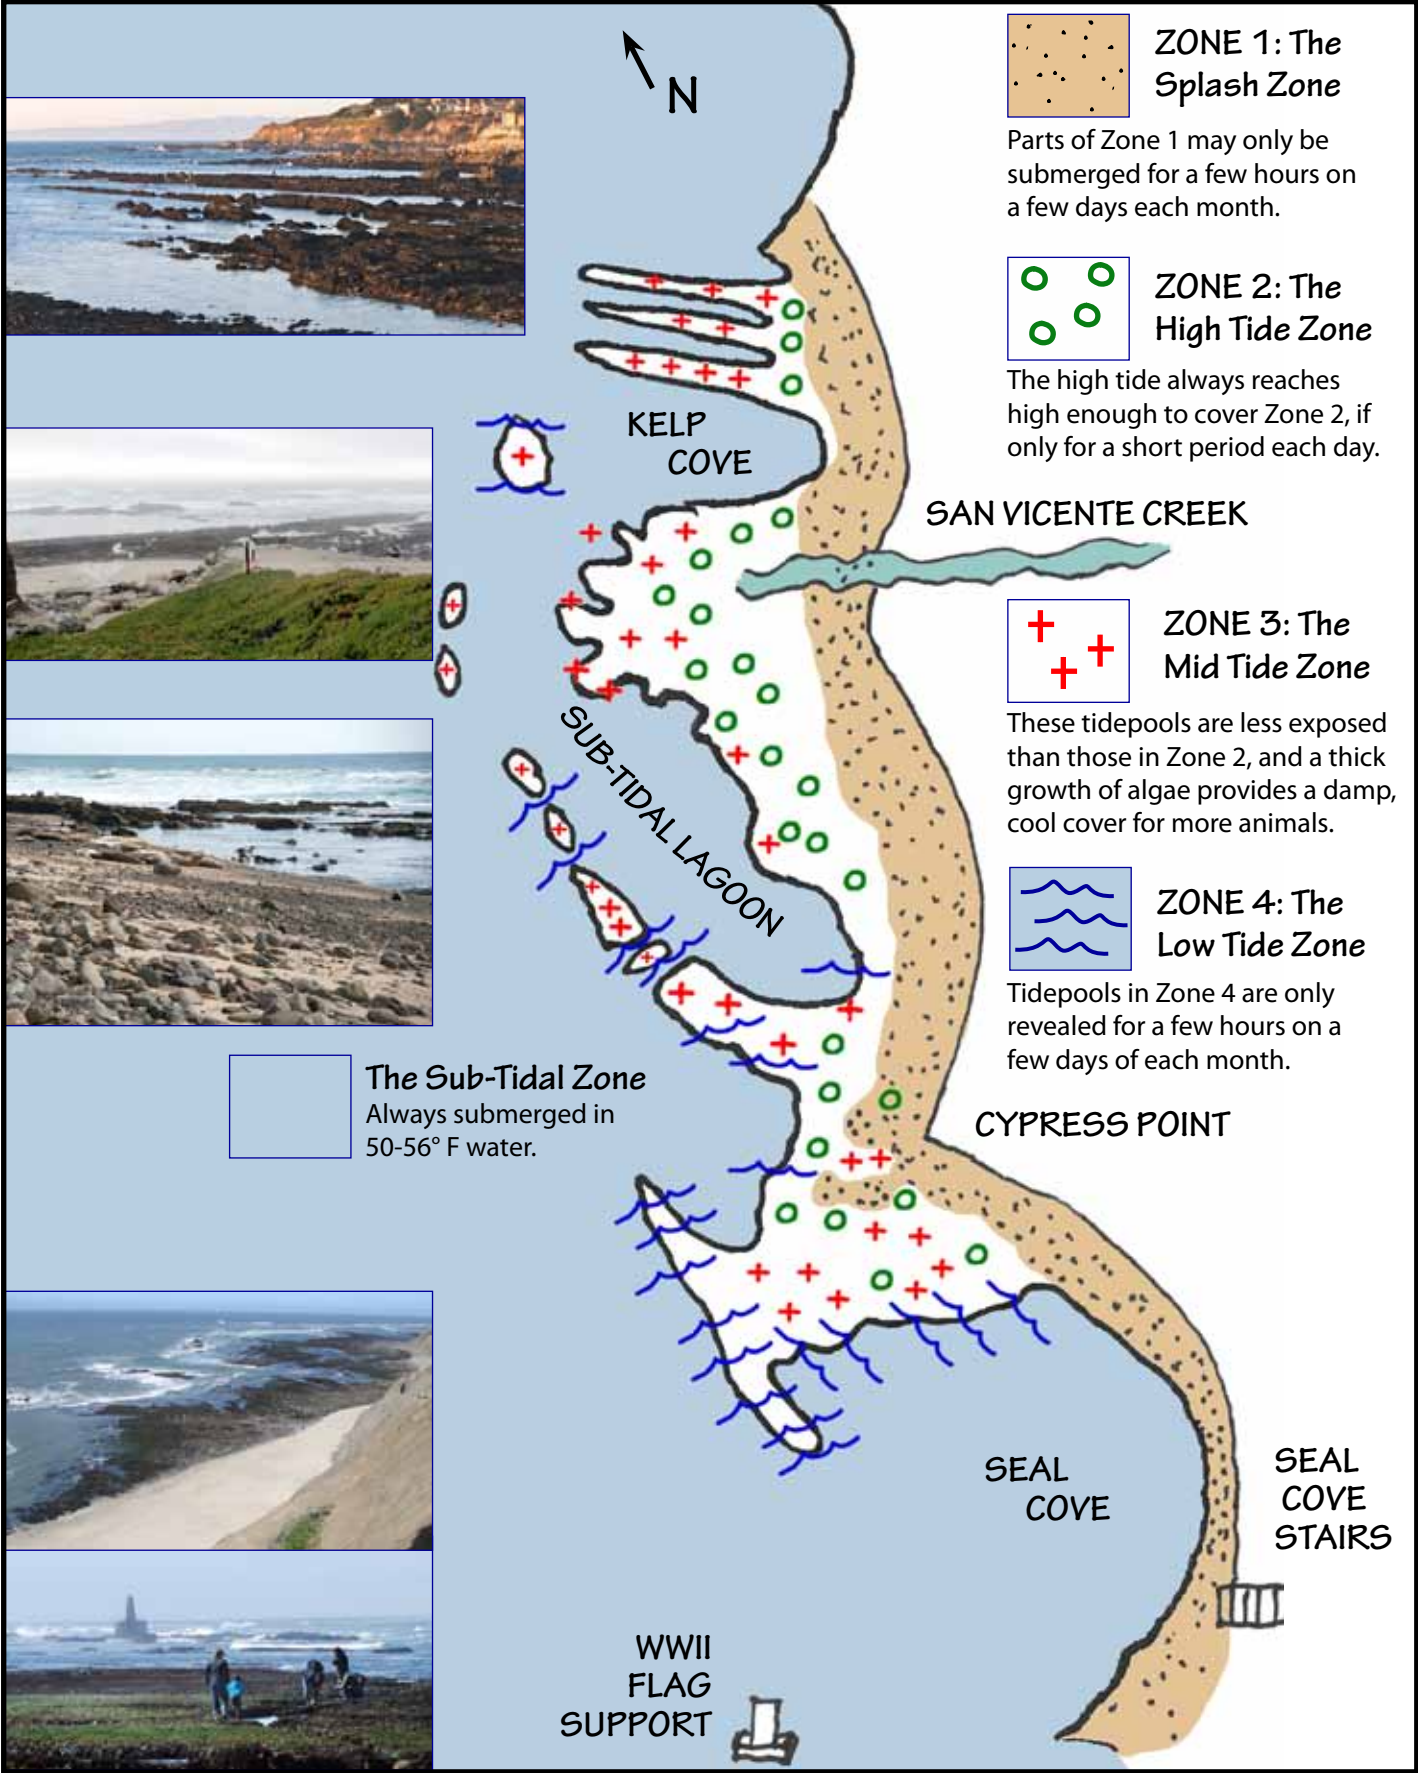 N
ZONE 1: The
Splash Zone
Parts of Zone 1 may only be
submerged for a few hours on
a few days each month.
ZONE 2: The
High Tide Zone
The high tide always reaches
high enough to cover Zone 2, if
only for a short period each day.
KELP
COVE
SAN VICENTE CREEK
ZONE 3: The
Mid Tide Zone
These tidepools are less exposed
than those in Zone 2, and a thick
growth of algae provides a damp,
cool cover for more animals.
SUB-TIDAL LAGOON
ZONE 4: The
Low Tide Zone
Tidepools in Zone 4 are only
revealed for a few hours on a
few days of each month.
The Sub-Tidal Zone
Always submerged in
50-56° F water.
CYPRESS POINT
SEAL
COVE
SEAL
COVE
STAIRS
WWII
FLAG
SUPPORT